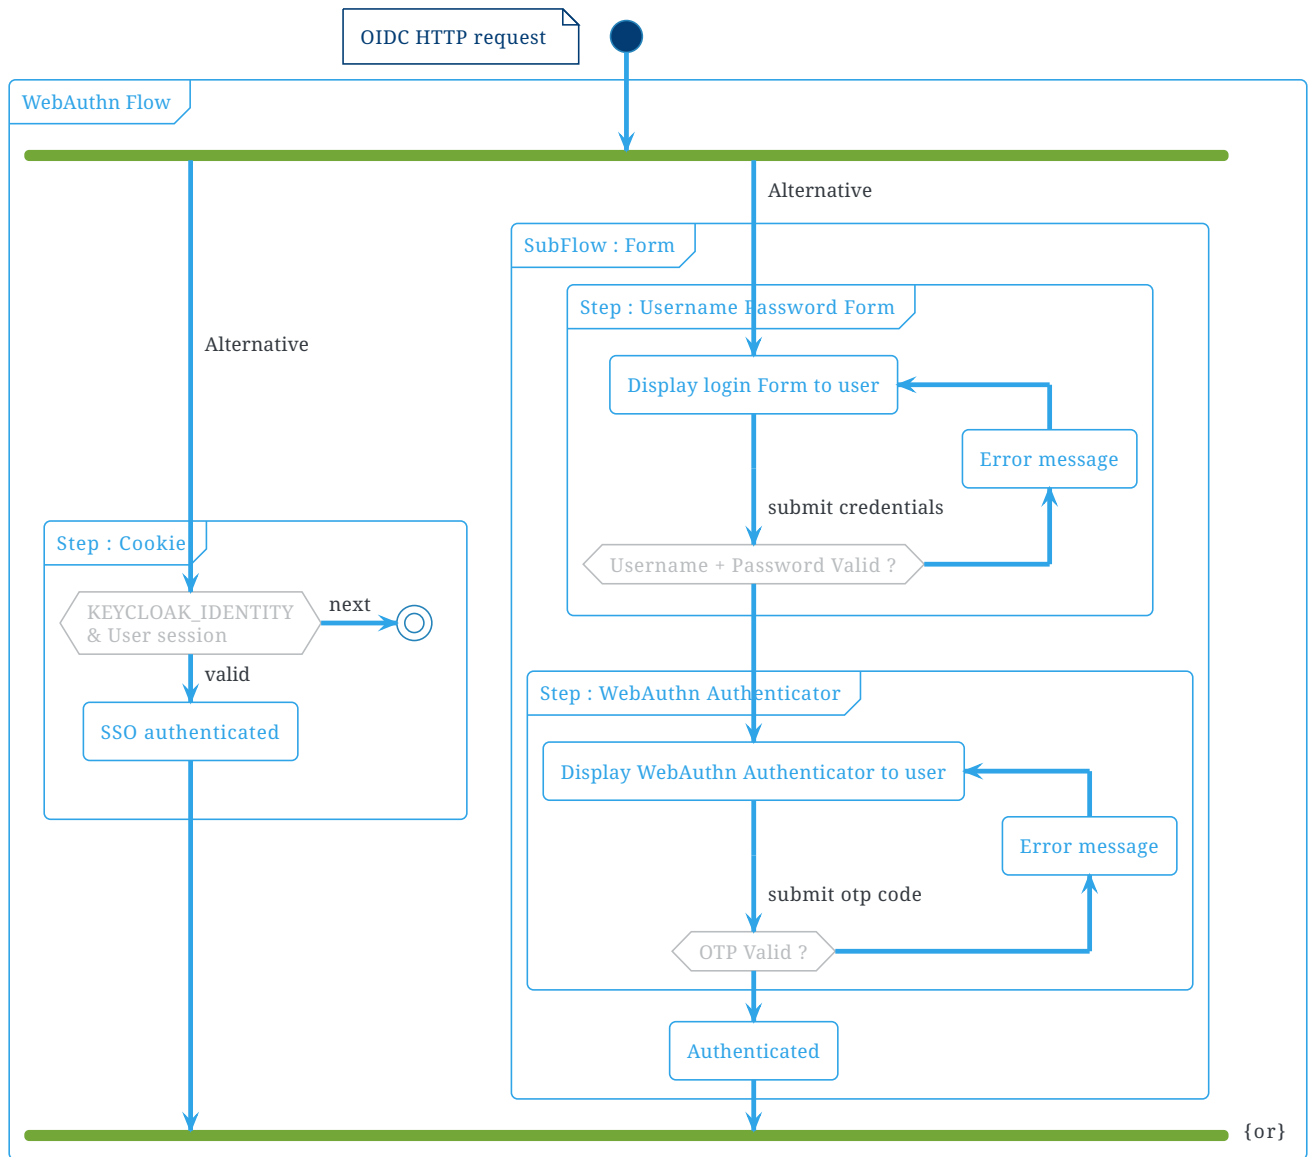 OIDC HTTP request
WebAuthn Flow
Alternative
SubFlow : Form
Step : Username Password Form
Alternative
Display login Form to user
Error message
submit credentials
Step : Cookie
Username + Password Valid ?
KEYCLOAK_IDENTITY
& User session
next
valid
Step : WebAuthn Authenticator
SSO authenticated
Display WebAuthn Authenticator to user
Error message
submit otp code
OTP Valid ?
Authenticated
{or}